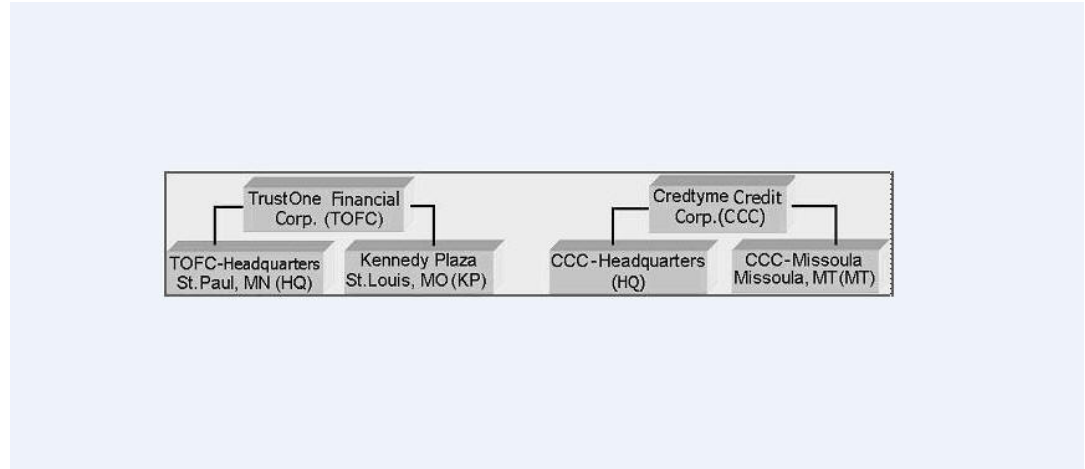 TrustOne Financial
Corp. (TOFC)
Credtyme Credit
Corp.(CCC)
TOFC-Headquarters
St.Paul, MN (HQ)
Kennedy Plaza
St.Louis, MO (KP)
CCC-Headquarters
(HQ)
CCC-Missoula
Missoula, MT (MT)